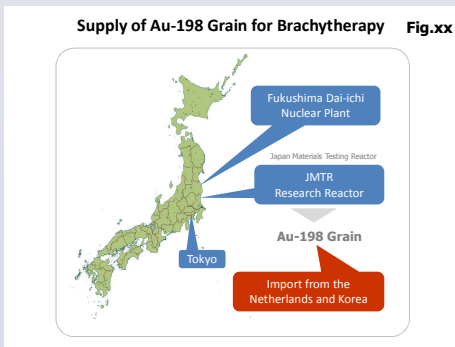 Supply of Au-198 Grain for Brachytherapy
Fig.xx
Fukushima Dai-ichi
Nuclear Plant
Japan Materials Testing Reactor
JMTR
Research Reactor
Au-198 Grain
Tokyo
Import from the
Netherlands and Korea